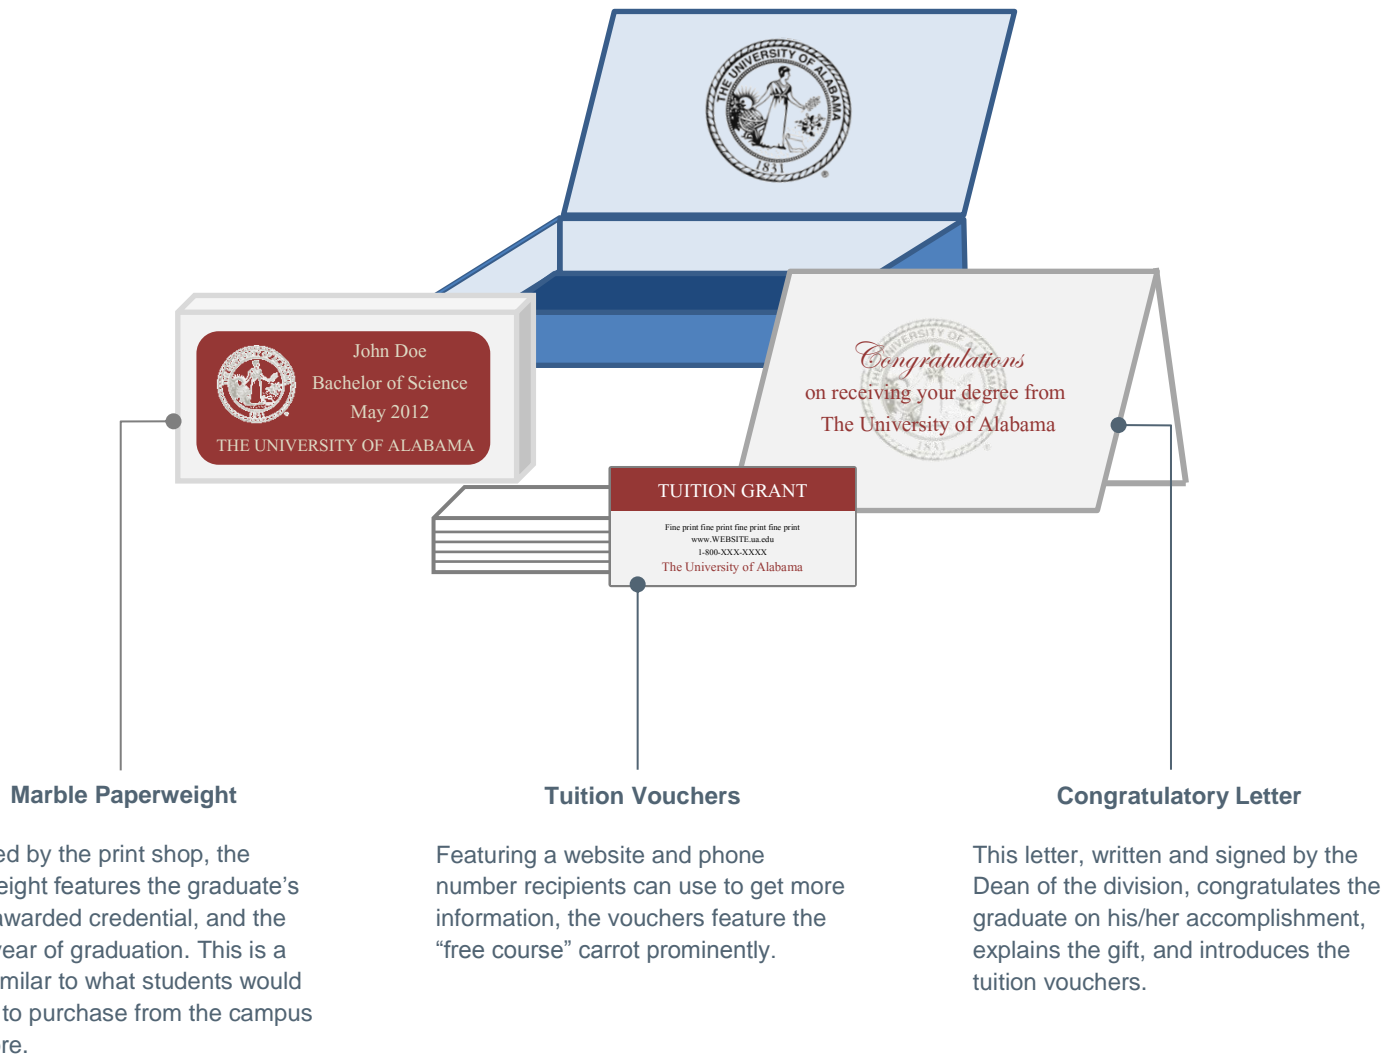 THE UNIVERSITY OF ALABAMA
1831
John Doe
Bachelor of Science
May 2012
THE UNIVERSITY OF ALABAMA
1831
Congratulations
on receiving your degree from
The University of Alabama
1831
TUITION GRANT
Fine print fine print fine print fine print
www.WEBSITE.ua.edu
1-800-XXX-XXXX
The University of Alabama
Marble Paperweight
ed by the print shop, the
eight features the graduate's
awarded credential, and the
year of graduation. This is a
milar to what students would
to purchase from the campus
re.
Tuition Vouchers
Featuring a website and phone
number recipients can use to get more
information, the vouchers feature the
“free course” carrot prominently.
Congratulatory Letter
This letter, written and signed by the
Dean of the division, congratulates the
graduate on his/her accomplishment,
explains the gift, and introduces the
tuition vouchers.